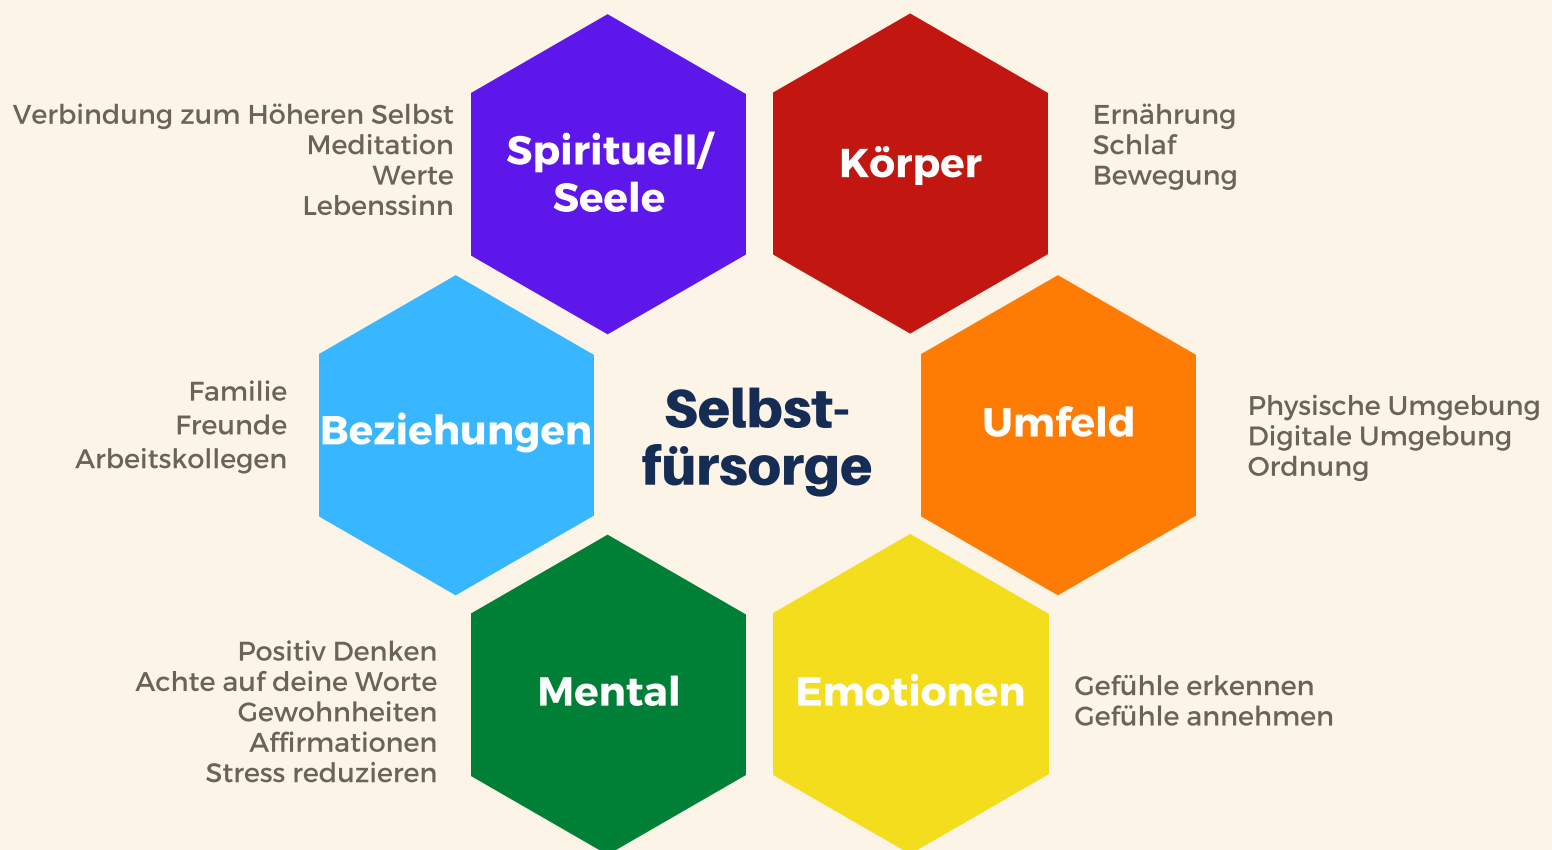 Verbindung zum Höheren Selbst
Meditation
Werte
Lebenssinn
Spirituell/
Seele
Körper
Ernährung
Schlaf
Bewegung
Familie
Freunde
Arbeitskollegen
Beziehungen
Selbst-
fürsorge
Umfeld
Physische Umgebung
Digitale Umgebung
Ordnung
Positiv Denken
Achte auf deine Worte
Gewohnheiten
Affirmationen
Stress reduzieren
Mental
Emotionen
Gefühle erkennen
Gefühle annehmen